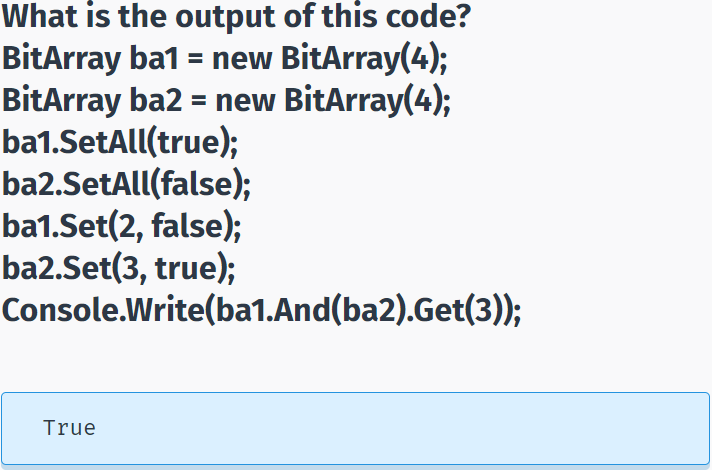 What is the output of this code?
BitArray ba1 = new BitArray(4);
BitArray ba2 = new BitArray(4);
ba1.SetAll(true);
ba2.SetAll(false);
ba1.Set(2, false);
ba2.Set(3, true);
Console.Write(ba1.And(ba2).Get(3));
True